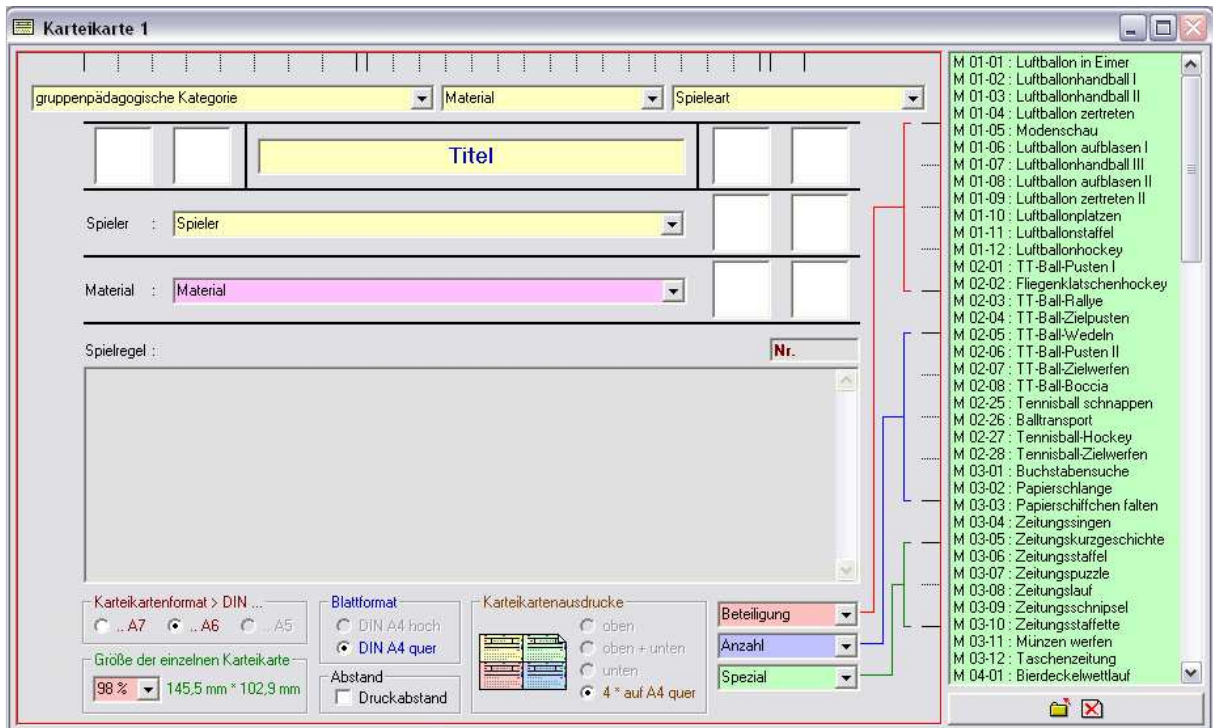 Karteikarte 1
gruppenpädagogische Kategorie
Material
Spieleart
Titel
Spieler : Spieler
Material : Material
Spielregel :
Nr.
Karteikartenformat > DIN ...
.. A7
.. A6
.. A5
Größe der einzelnen Karteikarte
98 %
145,5 mm * 102,9 mm
Blattformat
DIN A4 hoch
DIN A4 quer
Abstand
Druckabstand
Karteikartenausdrucke
oben
oben + unten
unten
4 * auf A4 quer
Beteiligung
Anzahl
Spezial
M 01-01 : Luftballon in Eimer
M 01-02 : Luftballonhandball I
M 01-03 : Luftballonhandball II
M 01-04 : Luftballon zertreten
M 01-05 : Modenschau
M 01-06 : Luftballon aufblasen I
M 01-07 : Luftballonhandball III
M 01-08 : Luftballon aufblasen II
M 01-09 : Luftballon zertreten II
M 01-10 : Luftballonplatzen
M 01-11 : Luftballonstaffel
M 01-12 : Luftballonhockey
M 02-01 : TT-Ball-Pusten I
M 02-02 : Fliegenklatschenhockey
M 02-03 : TT-Ball-Rallye
M 02-04 : TT-Ball-Zielpusten
M 02-05 : TT-Ball-Wedeln
M 02-06 : TT-Ball-Pusten II
M 02-07 : TT-Ball-Zielwerfen
M 02-08 : TT-Ball-Boccia
M 02-25 : Tennisball schnappen
M 02-26 : Balltransport
M 02-27 : Tennisball-Hockey
M 02-28 : Tennisball-Zielwerfen
M 03-01 : Buchstabensuche
M 03-02 : Papierschlange
M 03-03 : Papierschiffchen falten
M 03-04 : Zeitungssingen
M 03-05 : Zeitungskurzgeschichte
M 03-06 : Zeitungsstaffel
M 03-07 : Zeitungspuzzle
M 03-08 : Zeitungslauf
M 03-09 : Zeitungsschnipsel
M 03-10 : Zeitungsstaffette
M 03-11 : Münzen werfen
M 03-12 : Taschenzeitung
M 04-01 : Bierdeckelwettlauf